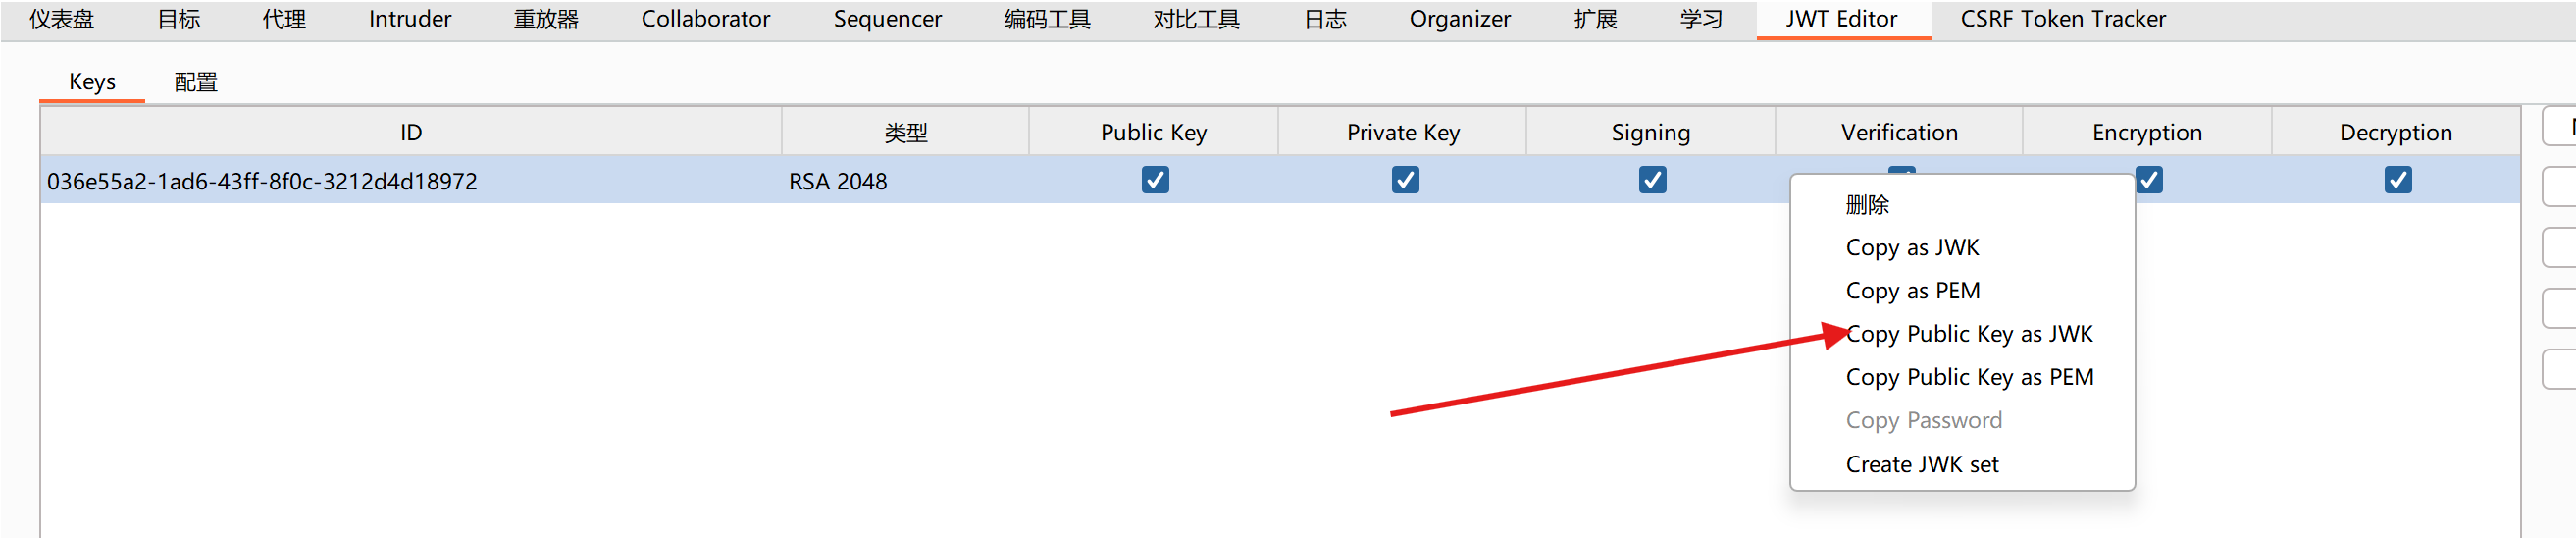 仪表盘 目标 代理 Intruder 重放器 Collaborator Sequencer 编码工具 对比工具 日志 Organizer 扩展 学习 JWT Editor CSRF Token Tracker
Keys 配置
ID 类型 Public Key Private Key Signing Verification Encryption Decryption
036e55a2-1ad6-43ff-8f0c-3212d4d18972 RSA 2048
删除
Copy as JWK
Copy as PEM
Copy Public Key as JWK
Copy Public Key as PEM
Copy Password
Create JWK set